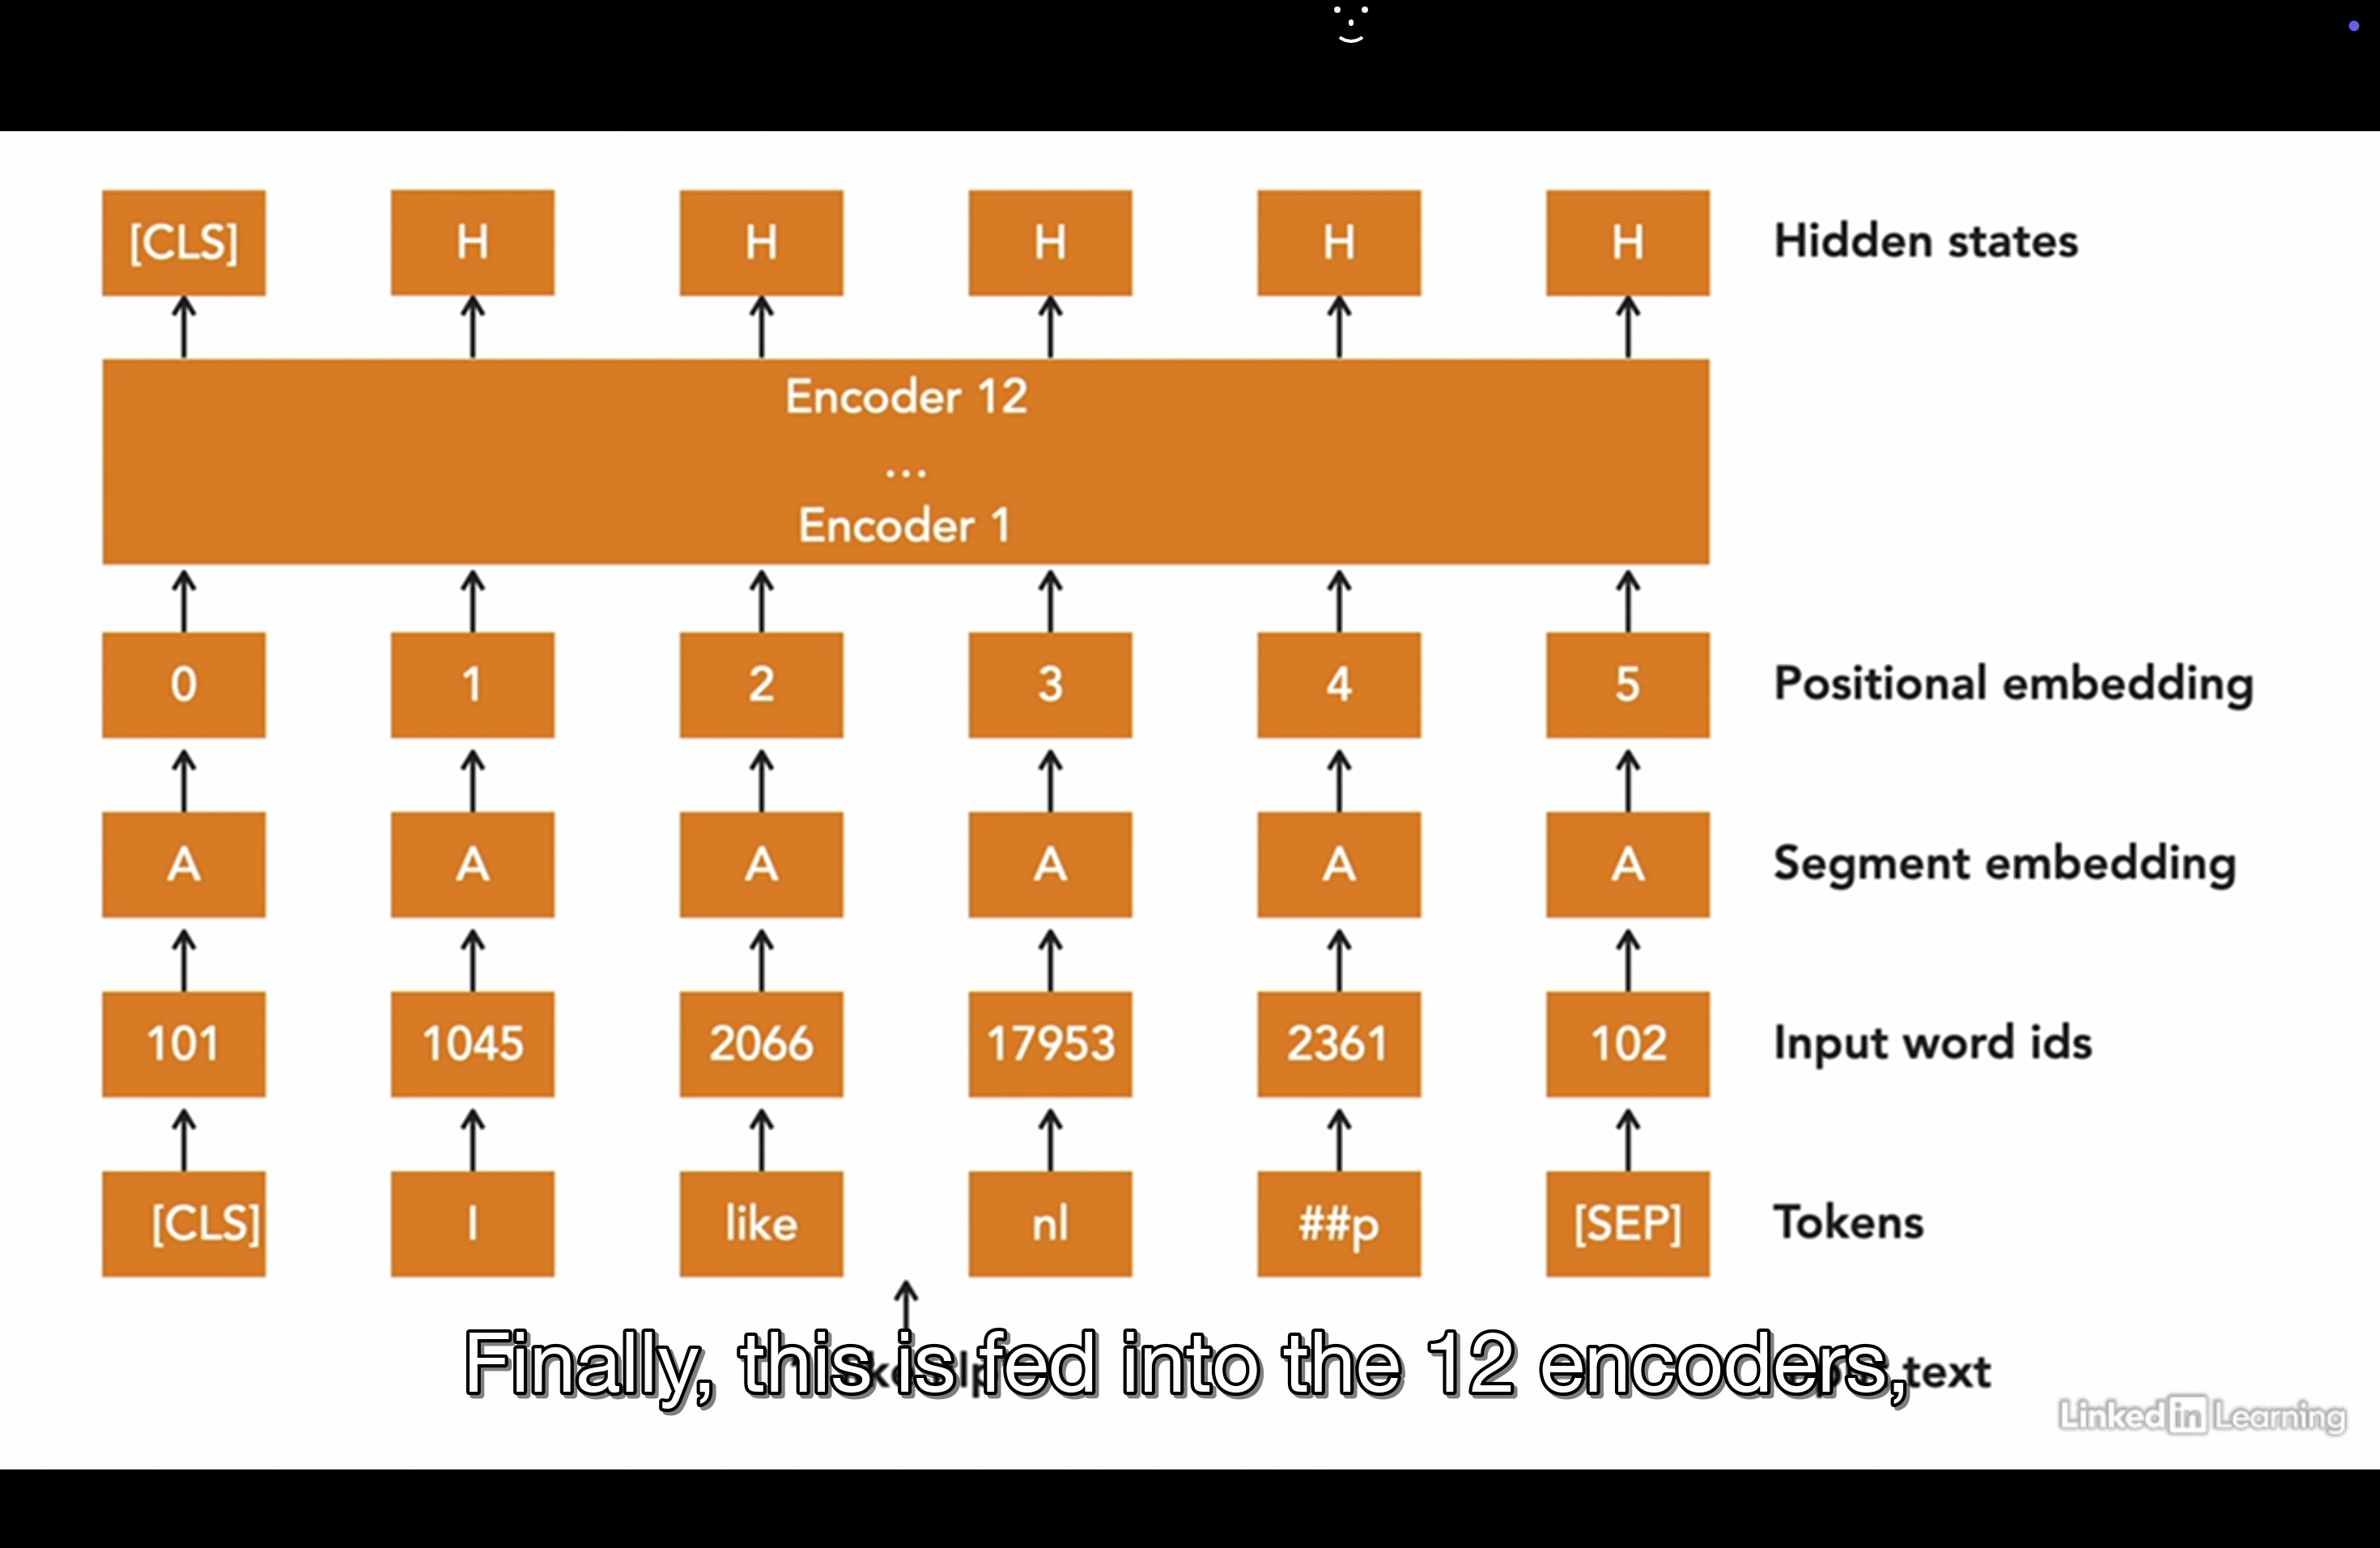 [CLS] H H H H H Hidden states
Encoder 12
...
Encoder 1
0 1 2 3 4 5 Positional embedding
A A A A A A Segment embedding
101 1045 2066 17953 2361 102 Input word ids
[CLS] I like nl ##p [SEP] Tokens
Finally, this is fed into the 12 encoders,
text
Linked in Learning